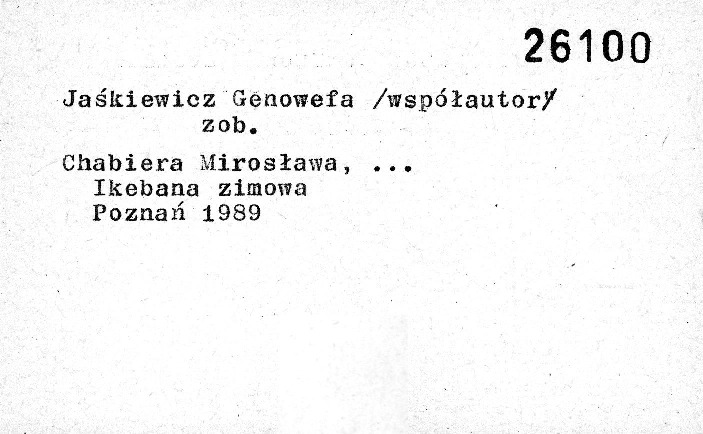 26100
Jaśkiewicz Genowefa /współautor/
zob.
Chabiera Mirosława, ...
Ikebana zimowa
Poznań 1989